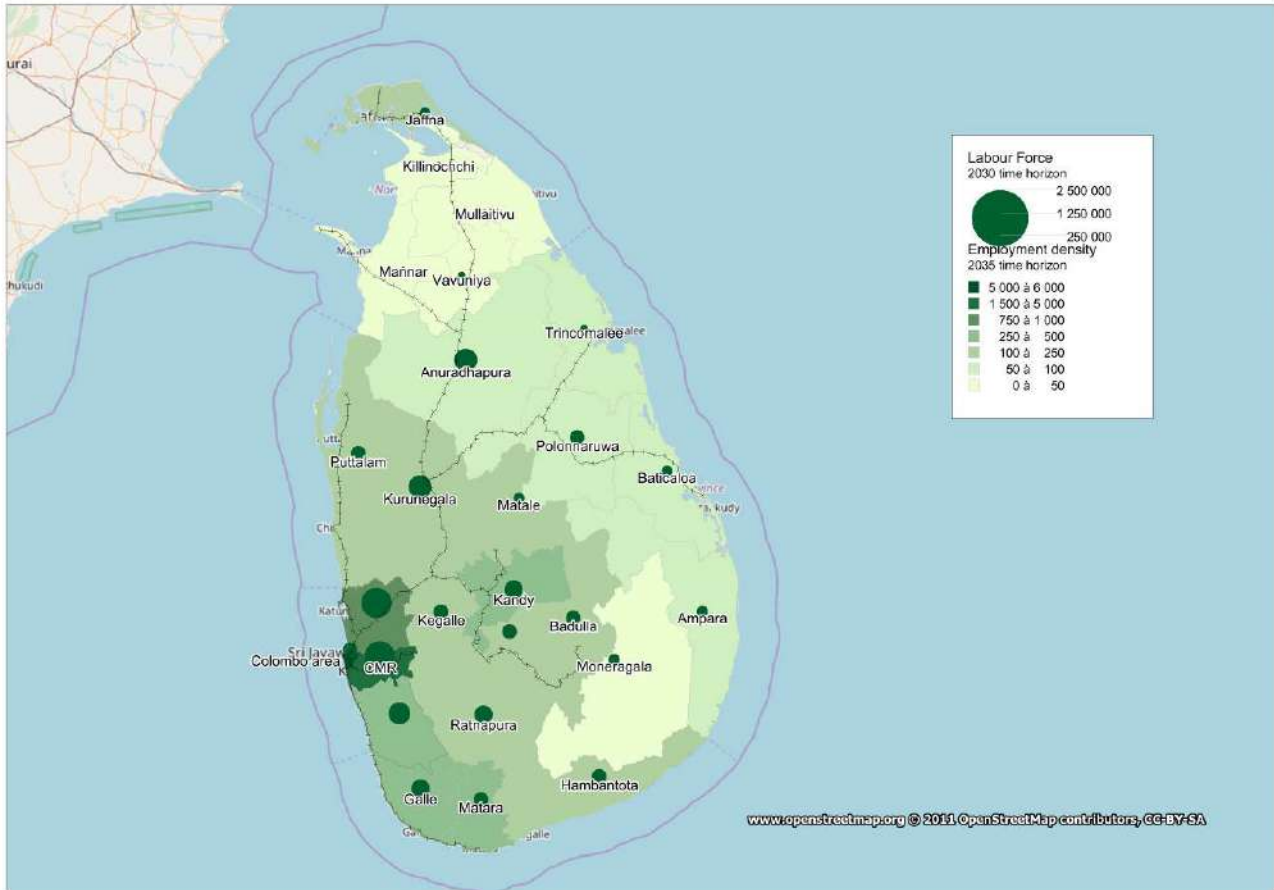 urai
Jaffna
Killinochchi
Mullaitivu
Mannar
Vavuniya
Trincomalee
Anuradhapura
Polonnaruwa
Puttalam
Baticaloa
Kurunegala
Matale
Kandy
Kegalle
Badulla
Ampara
Colombo area
CMR
Moneragala
Ratnapura
Hambantota
Galle
Matara
hukudi
Labour Force
2030 time horizon
2 500 000
1 250 000
250 000
Employment density
2035 time horizon
5 000 à 6 000
1 500 à 5 000
750 à 1 000
250 à 500
100 à 250
50 à 100
0 à 50
www.openstreetmap.org © 2011 OpenStreetMap contributors, CC-BY-SA